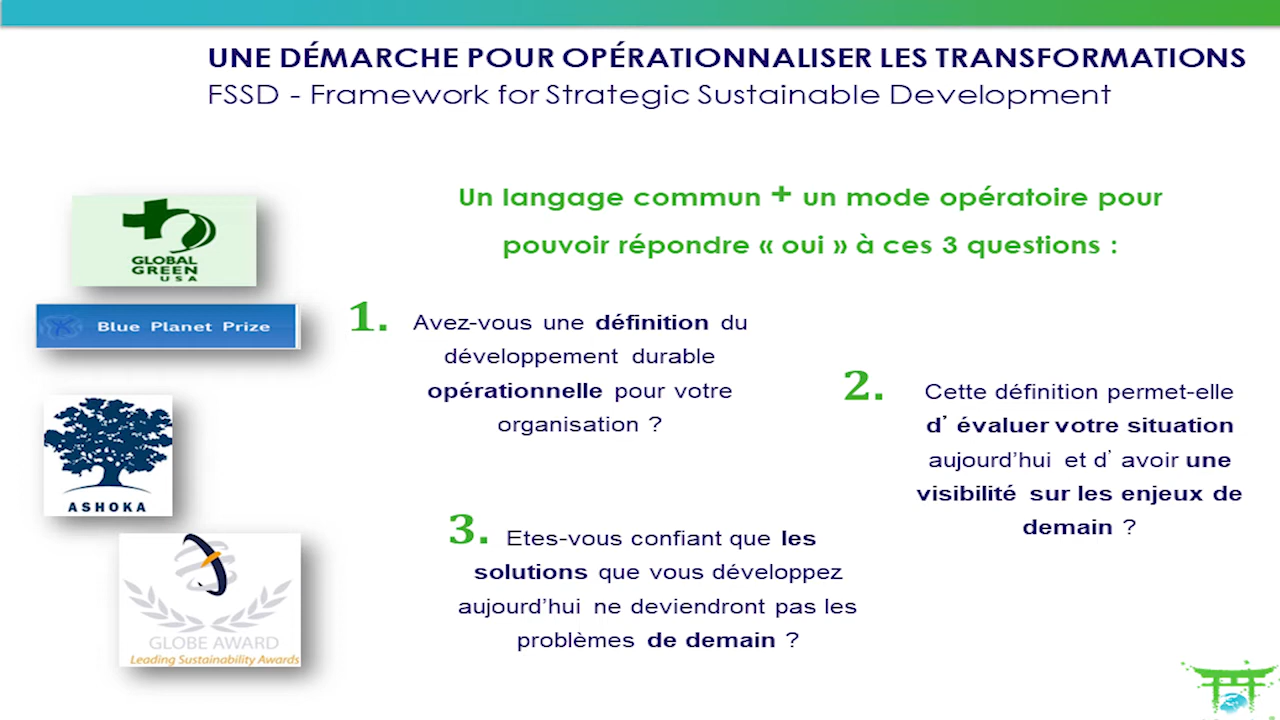 UNE DÉMARCHE POUR OPÉRATIONNALISER LES TRANSFORMATIONS
FSSD - Framework for Strategic Sustainable Development
Un langage commun + un mode opératoire pour
pouvoir répondre « oui » à ces 3 questions :
GLOBAL
GREEN
USA
Blue Planet Prize
ASHOKA
GLOBE AWARD
Leading Sustainability Awards
1. Avez-vous une définition du
développement durable
opérationnelle pour votre
organisation ?
2. Cette définition permet-elle
d' évaluer votre situation
aujourd'hui et d' avoir une
visibilité sur les enjeux de
demain ?
3. Etes-vous confiant que les
solutions que vous développez
aujourd'hui ne deviendront pas les
problèmes de demain ?